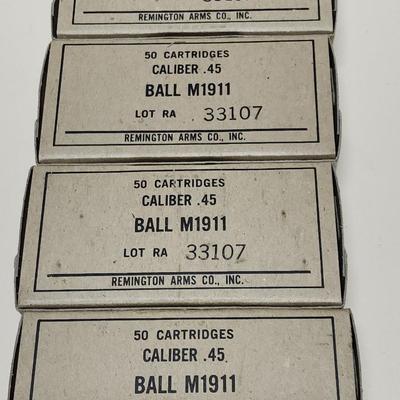 REMINGTON ARMS CO., INC.
50 CARTRIDGES
CALIBER .45
BALL M1911
LOT RA 33107
REMINGTON ARMS CO., INC.
50 CARTRIDGES
CALIBER .45
BALL M1911
LOT RA 33107
REMINGTON ARMS CO., INC.
50 CARTRIDGES
CALIBER .45
BALL M1911